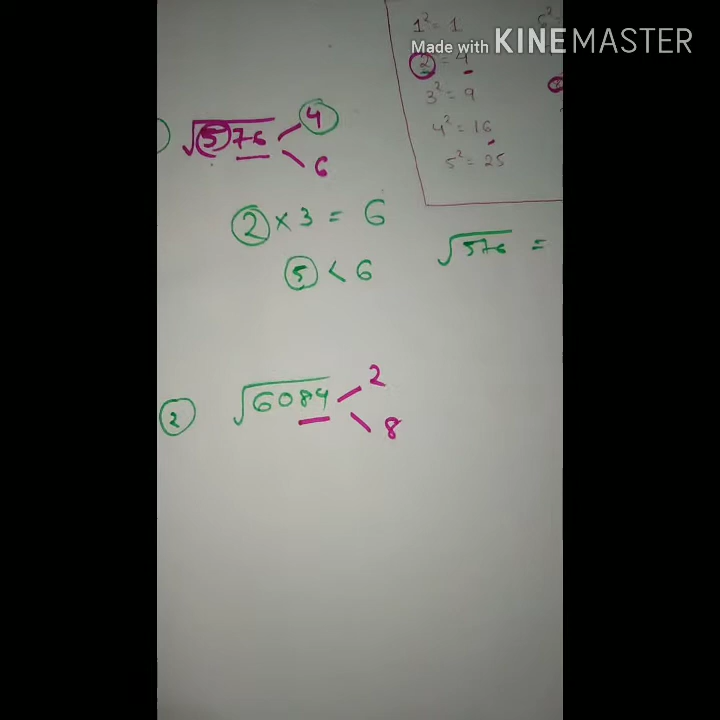 Made with KINEMASTER
1² = 1
2 = 4
3² = 9
4² = 16
5² = 25
√576 4
6
2 × 3 = 6
5 < 6
√576 =
2 √6084 2
8